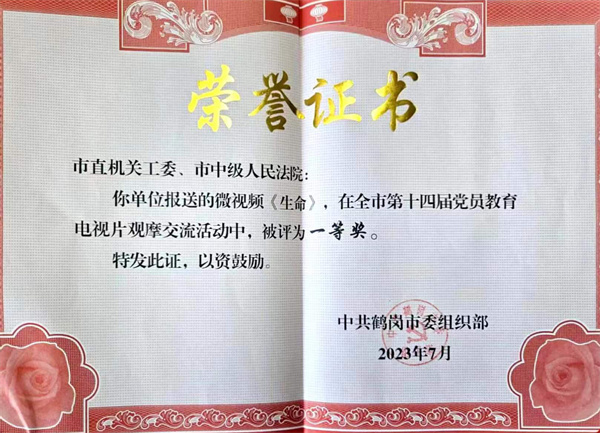 荣誉证书
市直机关工委、市中级人民法院：
你单位报送的微视频《生命》，在全市第十四届党员教育
电视片观摩交流活动中，被评为一等奖。
特发此证，以资鼓励。
中共鹤岗市委组织部
2023年7月